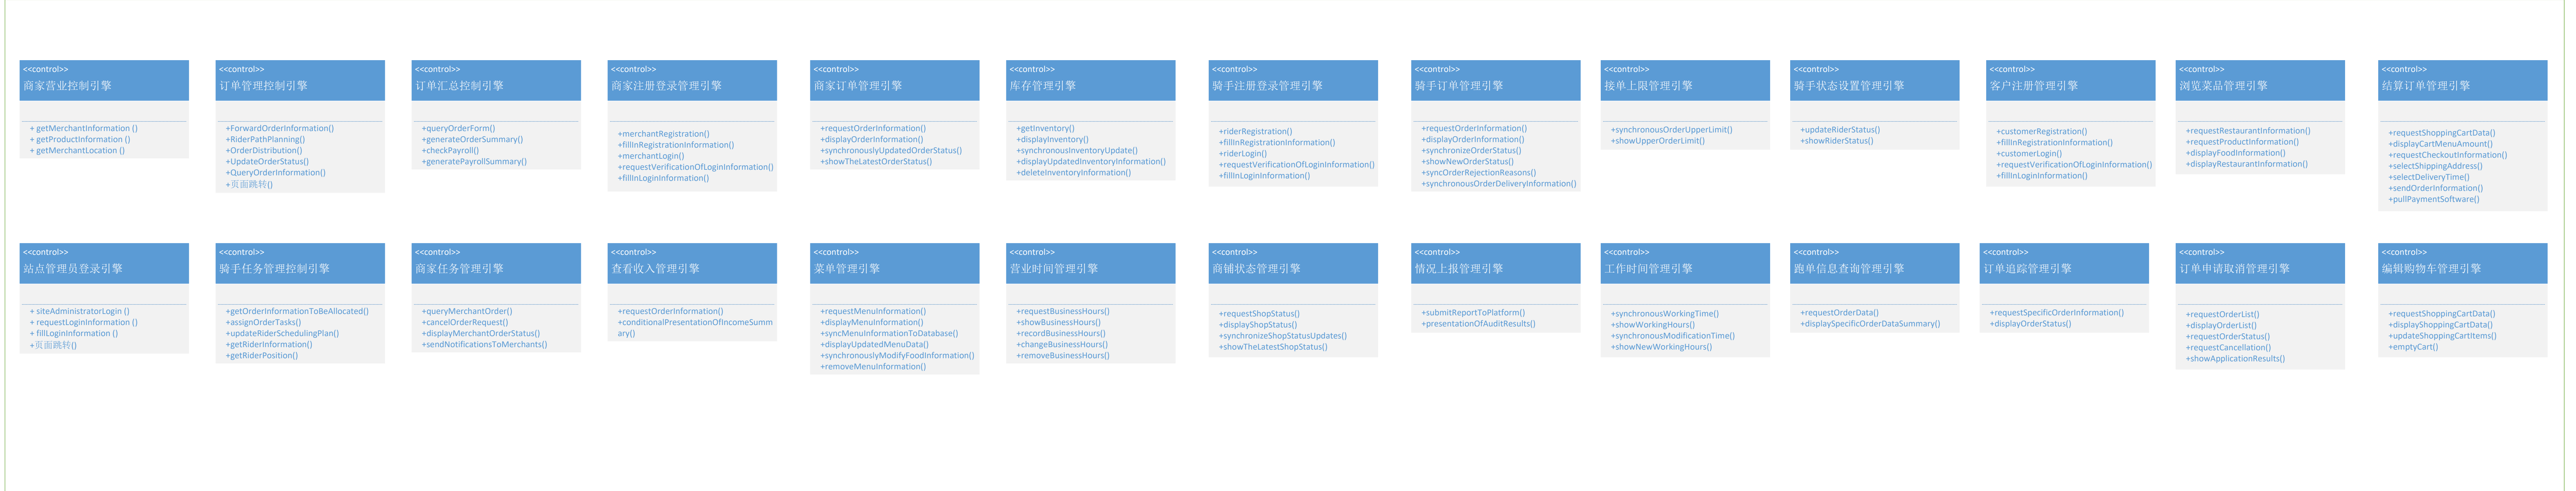 <<control>>
商家营业控制引擎
+ getMerchantInformation ()
+ getProductInformation ()
+ getMerchantLocation ()
<<control>>
订单管理控制引擎
+ForwardOrderInformation()
+RiderPathPlanning()
+OrderDistribution()
+UpdateOrderStatus()
+QueryOrderInformation()
+页面跳转()
<<control>>
订单汇总控制引擎
+queryOrderForm()
+generateOrderSummary()
+checkPayroll()
+generatePayrollSummary()
<<control>>
商家注册登录管理引擎
+merchantRegistration()
+fillInRegistrationInformation()
+merchantLogin()
+requestVerificationOfLoginInformation()
+fillInLoginInformation()
<<control>>
商家订单管理引擎
+requestOrderInformation()
+displayOrderInformation()
+synchronouslyUpdatedOrderStatus()
+showTheLatestOrderStatus()
<<control>>
库存管理引擎
+getInventory()
+displayInventory()
+synchronousInventoryUpdate()
+displayUpdatedInventoryInformation()
+deleteInventoryInformation()
<<control>>
骑手注册登录管理引擎
+riderRegistration()
+fillInRegistrationInformation()
+riderLogin()
+requestVerificationOfLoginInformation()
+fillInLoginInformation()
<<control>>
骑手订单管理引擎
+requestOrderInformation()
+displayOrderInformation()
+synchronizeOrderStatus()
+showNewOrderStatus()
+syncOrderRejectionReasons()
+synchronousOrderDeliveryInformation()
<<control>>
接单上限管理引擎
+synchronousOrderUpperLimit()
+showUpperOrderLimit()
<<control>>
骑手状态设置管理引擎
+updateRiderStatus()
+showRiderStatus()
<<control>>
客户注册管理引擎
+customerRegistration()
+fillInRegistrationInformation()
+customerLogin()
+requestVerificationOfLoginInformation()
+fillInLoginInformation()
<<control>>
浏览菜品管理引擎
+requestRestaurantInformation()
+requestProductInformation()
+displayFoodInformation()
+displayRestaurantInformation()
<<control>>
结算订单管理引擎
+requestShoppingCartData()
+displayCartMenuAmount()
+requestCheckoutInformation()
+selectShippingAddress()
+selectDeliveryTime()
+sendOrderInformation()
+pullPaymentSoftware()
<<control>>
站点管理员登录引擎
+ siteAdministratorLogin ()
+ requestLoginInformation ()
+ fillLoginInformation ()
+页面跳转()
<<control>>
骑手任务管理控制引擎
+getOrderInformationToBeAllocated()
+assignOrderTasks()
+updateRiderSchedulingPlan()
+getRiderInformation()
+getRiderPosition()
<<control>>
商家任务管理引擎
+queryMerchantOrder()
+cancelOrderRequest()
+displayMerchantOrderStatus()
+sendNotificationsToMerchants()
<<control>>
查看收入管理引擎
+requestOrderInformation()
+conditionalPresentationOfIncomeSumm
ary()
<<control>>
菜单管理引擎
+requestMenuInformation()
+displayMenuInformation()
+syncMenuInformationToDatabase()
+displayUpdatedMenuData()
+synchronouslyModifyFoodInformation()
+removeMenuInformation()
<<control>>
营业时间管理引擎
+requestBusinessHours()
+showBusinessHours()
+recordBusinessHours()
+changeBusinessHours()
+removeBusinessHours()
<<control>>
商铺状态管理引擎
+requestShopStatus()
+displayShopStatus()
+synchronizeShopStatusUpdates()
+showTheLatestShopStatus()
<<control>>
情况上报管理引擎
+submitReportToPlatform()
+presentationOfAuditResults()
<<control>>
工作时间管理引擎
+synchronousWorkingTime()
+showWorkingHours()
+synchronousModificationTime()
+showNewWorkingHours()
<<control>>
跑单信息查询管理引擎
+requestOrderData()
+displaySpecificOrderDataSummary()
<<control>>
订单追踪管理引擎
+requestSpecificOrderInformation()
+displayOrderStatus()
<<control>>
订单申请取消管理引擎
+requestOrderList()
+displayOrderList()
+requestOrderStatus()
+requestCancellation()
+showApplicationResults()
<<control>>
编辑购物车管理引擎
+requestShoppingCartData()
+displayShoppingCartData()
+updateShoppingCartItems()
+emptyCart()